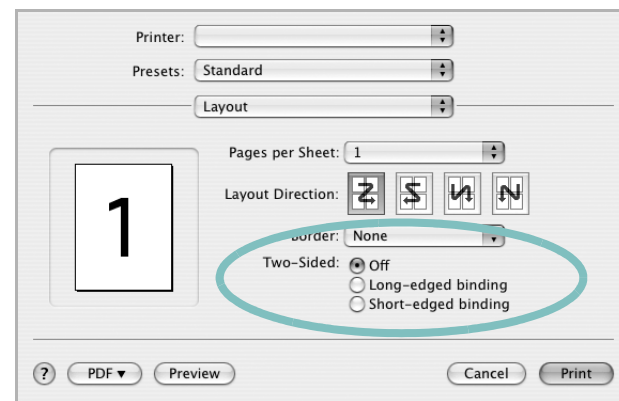 Printer:
Presets: Standard
Layout
Pages per Sheet: 1
Layout Direction:
1
Border: None
Two-Sided: Off
Long-edged binding
Short-edged binding
? PDF▼ Preview Cancel Print